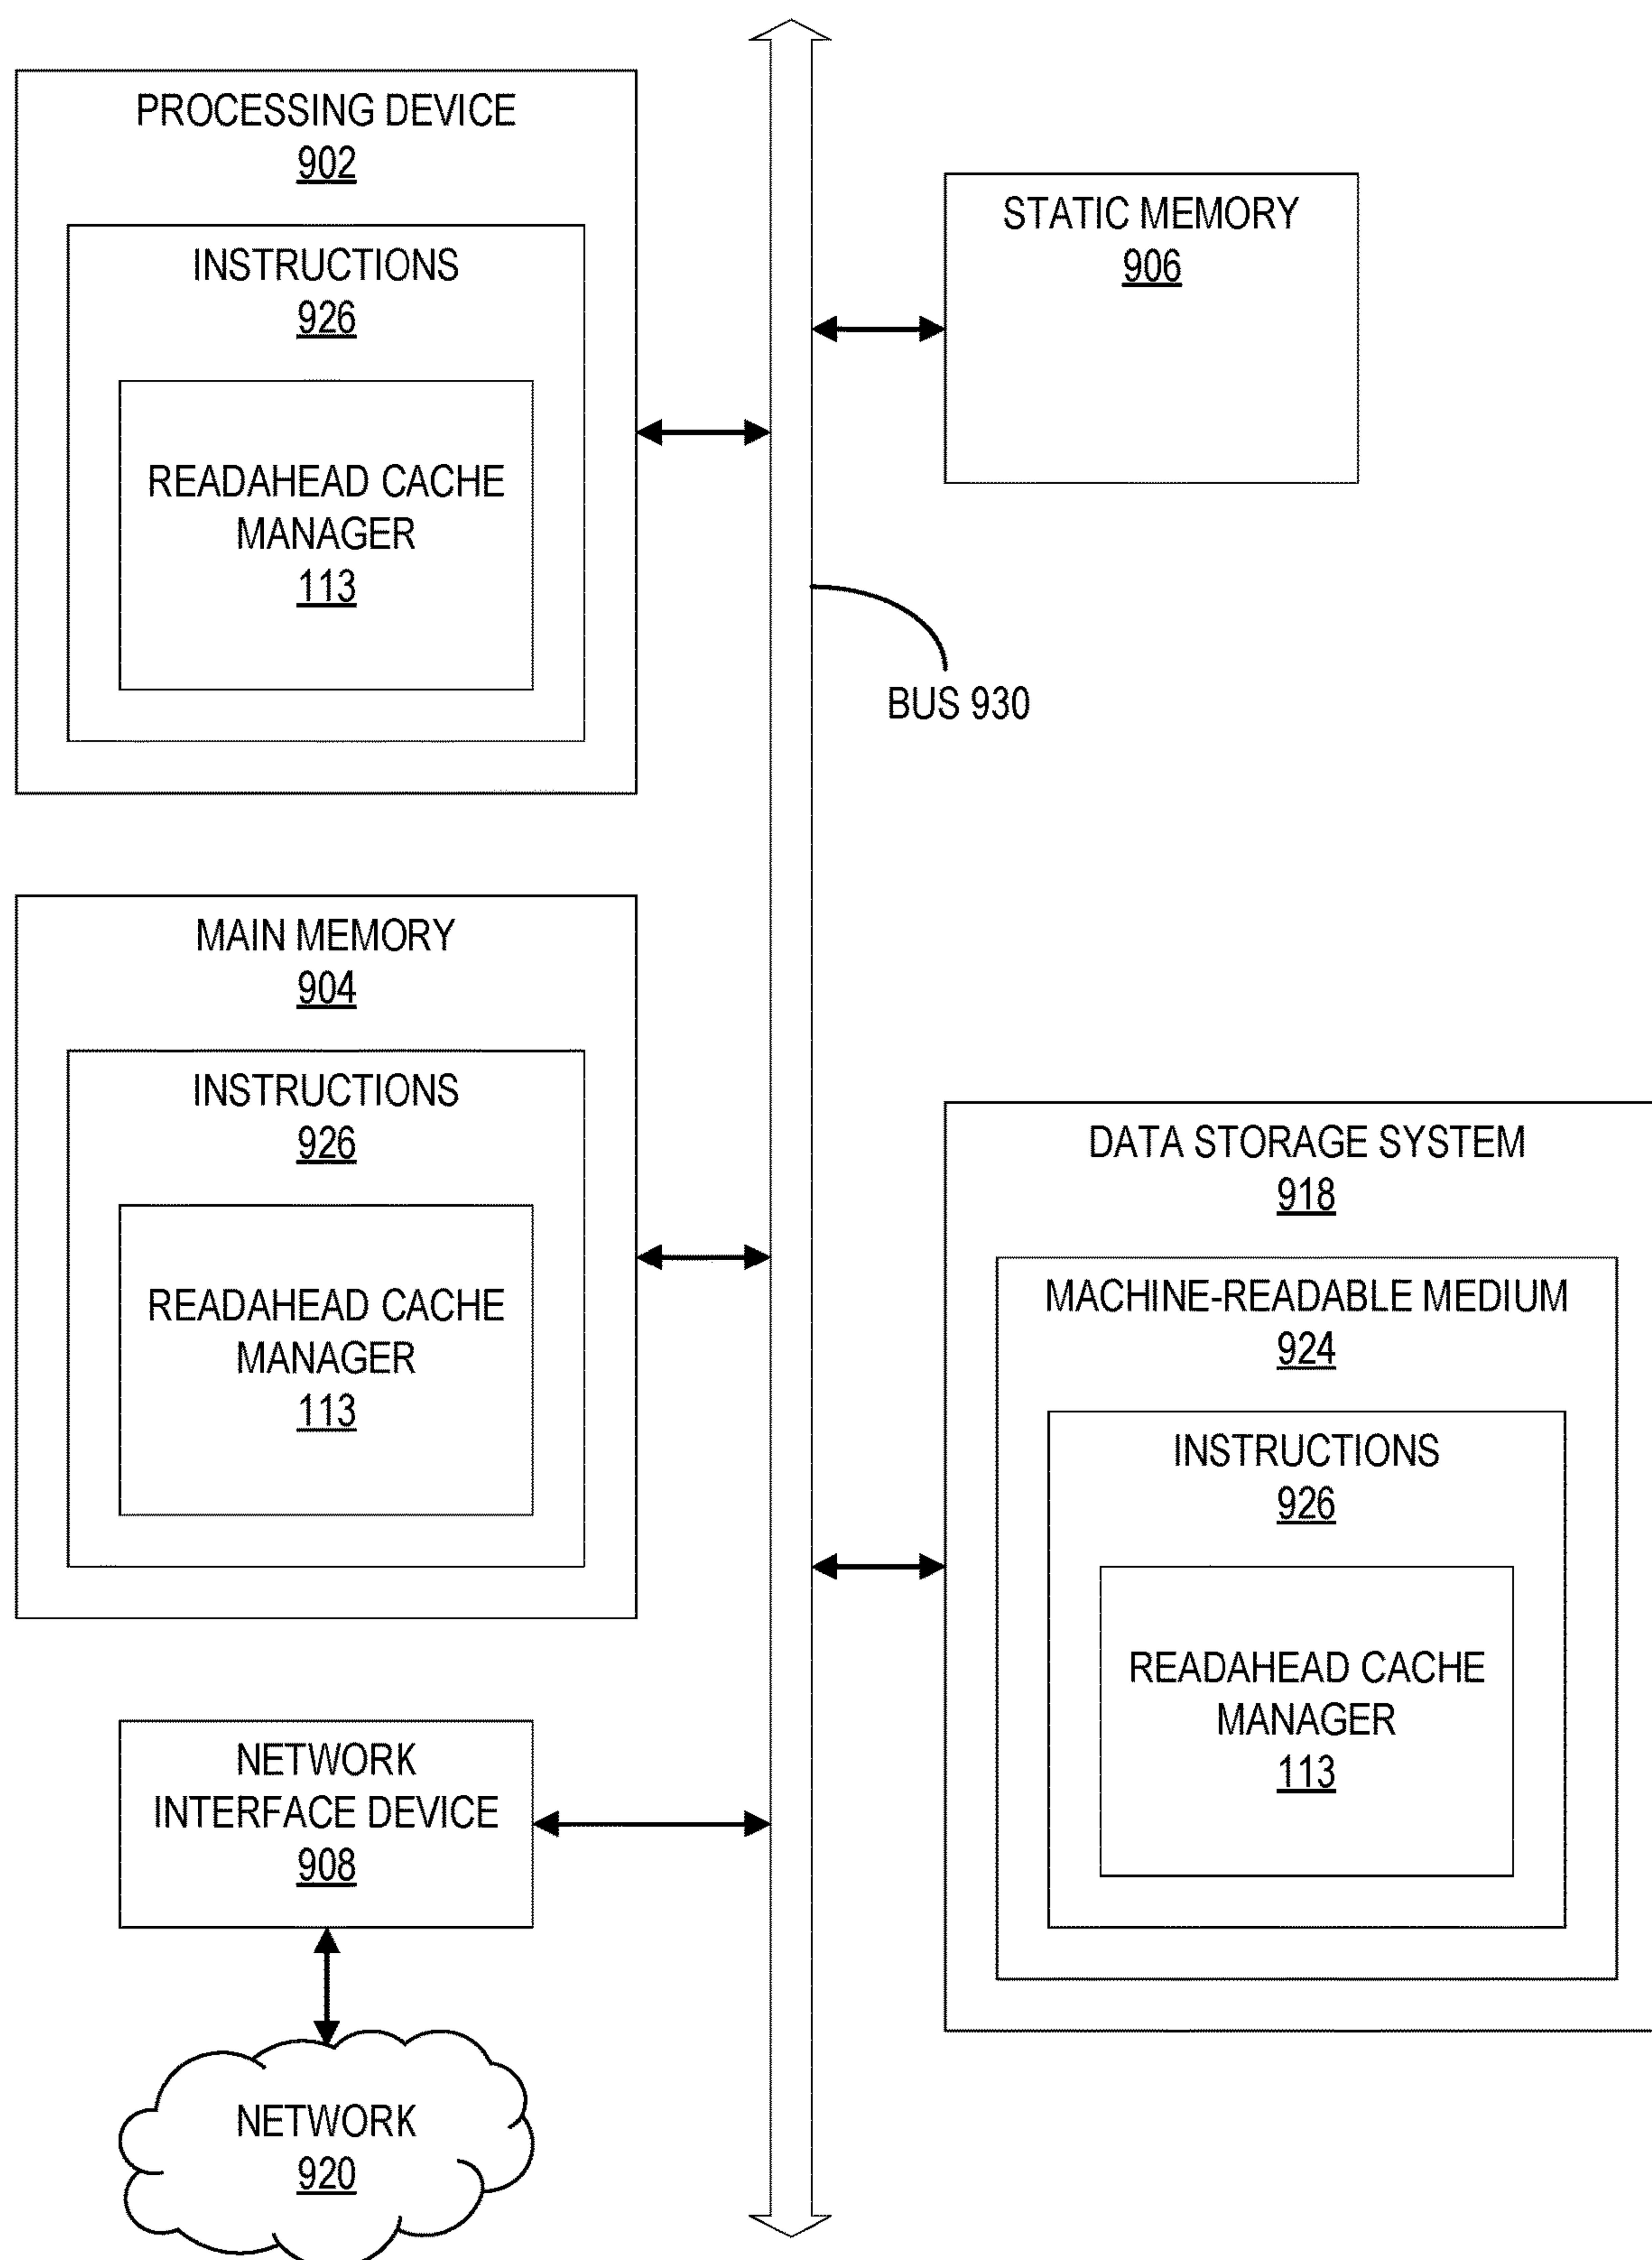 PROCESSING DEVICE
902
INSTRUCTIONS
926
READAHEAD CACHE
MANAGER
113
STATIC MEMORY
906
BUS 930
MAIN MEMORY
904
INSTRUCTIONS
926
READAHEAD CACHE
MANAGER
113
DATA STORAGE SYSTEM
918
MACHINE-READABLE MEDIUM
924
INSTRUCTIONS
926
READAHEAD CACHE
MANAGER
113
NETWORK
INTERFACE DEVICE
908
NETWORK
920